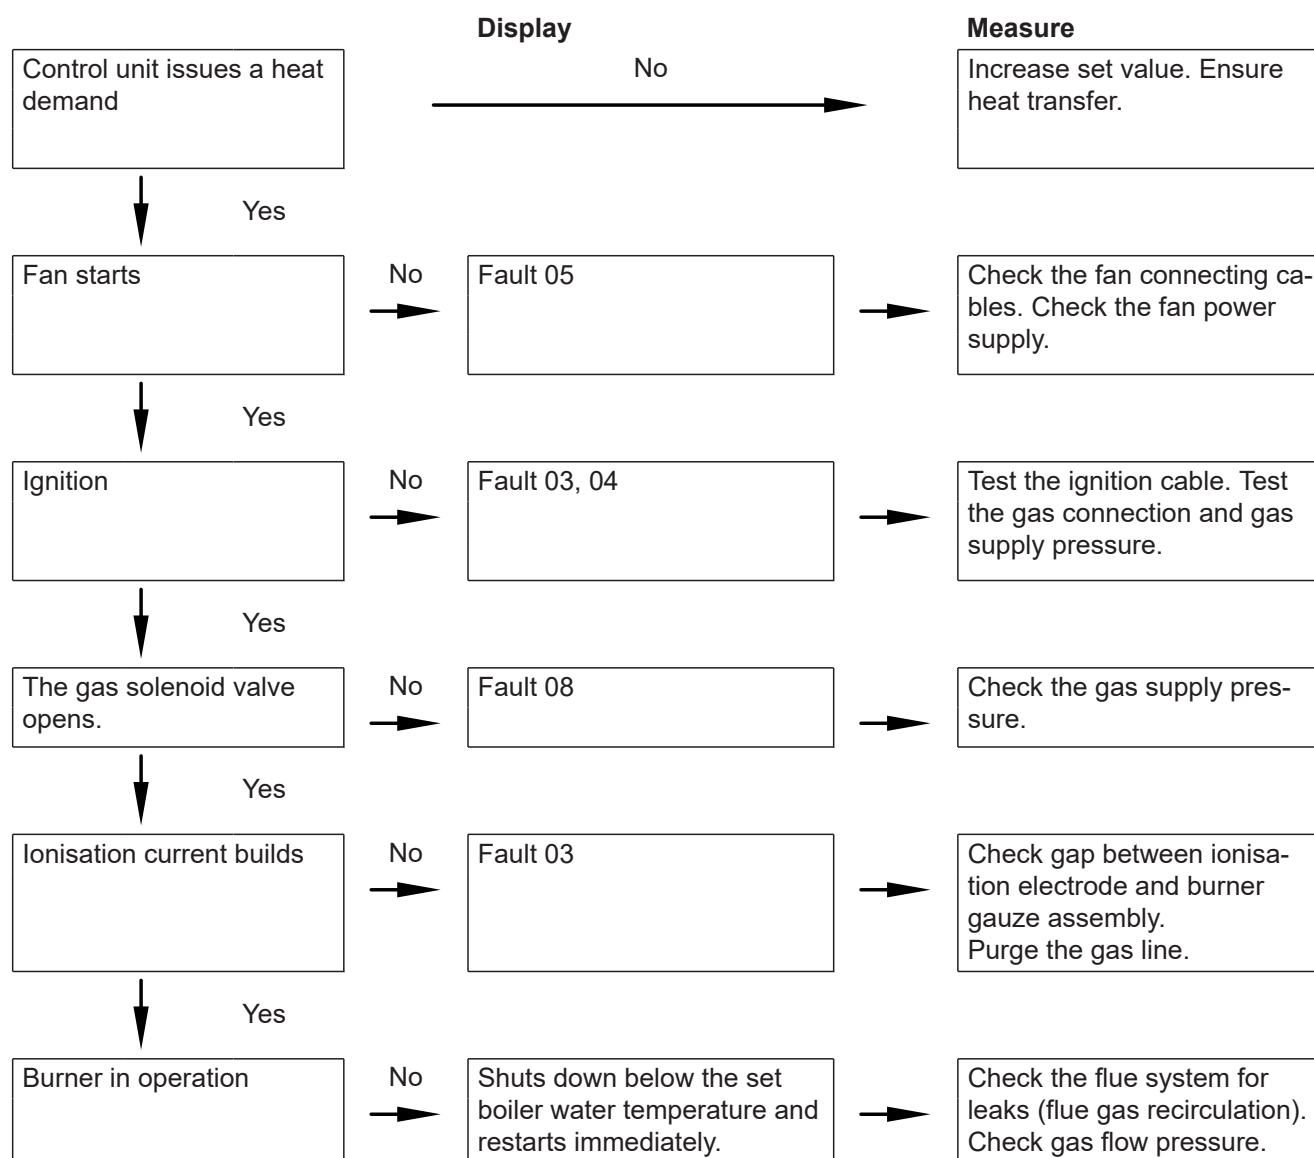 Display
Measure
Control unit issues a heat
demand
No
Increase set value. Ensure
heat transfer.
Yes
Fan starts
No
Fault 05
Check the fan connecting ca-
bles. Check the fan power
supply.
Yes
Ignition
No
Fault 03, 04
Test the ignition cable. Test
the gas connection and gas
supply pressure.
Yes
The gas solenoid valve
opens.
No
Fault 08
Check the gas supply pres-
sure.
Yes
Ionisation current builds
No
Fault 03
Check gap between ionisa-
tion electrode and burner
gauze assembly.
Purge the gas line.
Yes
Burner in operation
No
Shuts down below the set
boiler water temperature and
restarts immediately.
Check the flue system for
leaks (flue gas recirculation).
Check gas flow pressure.